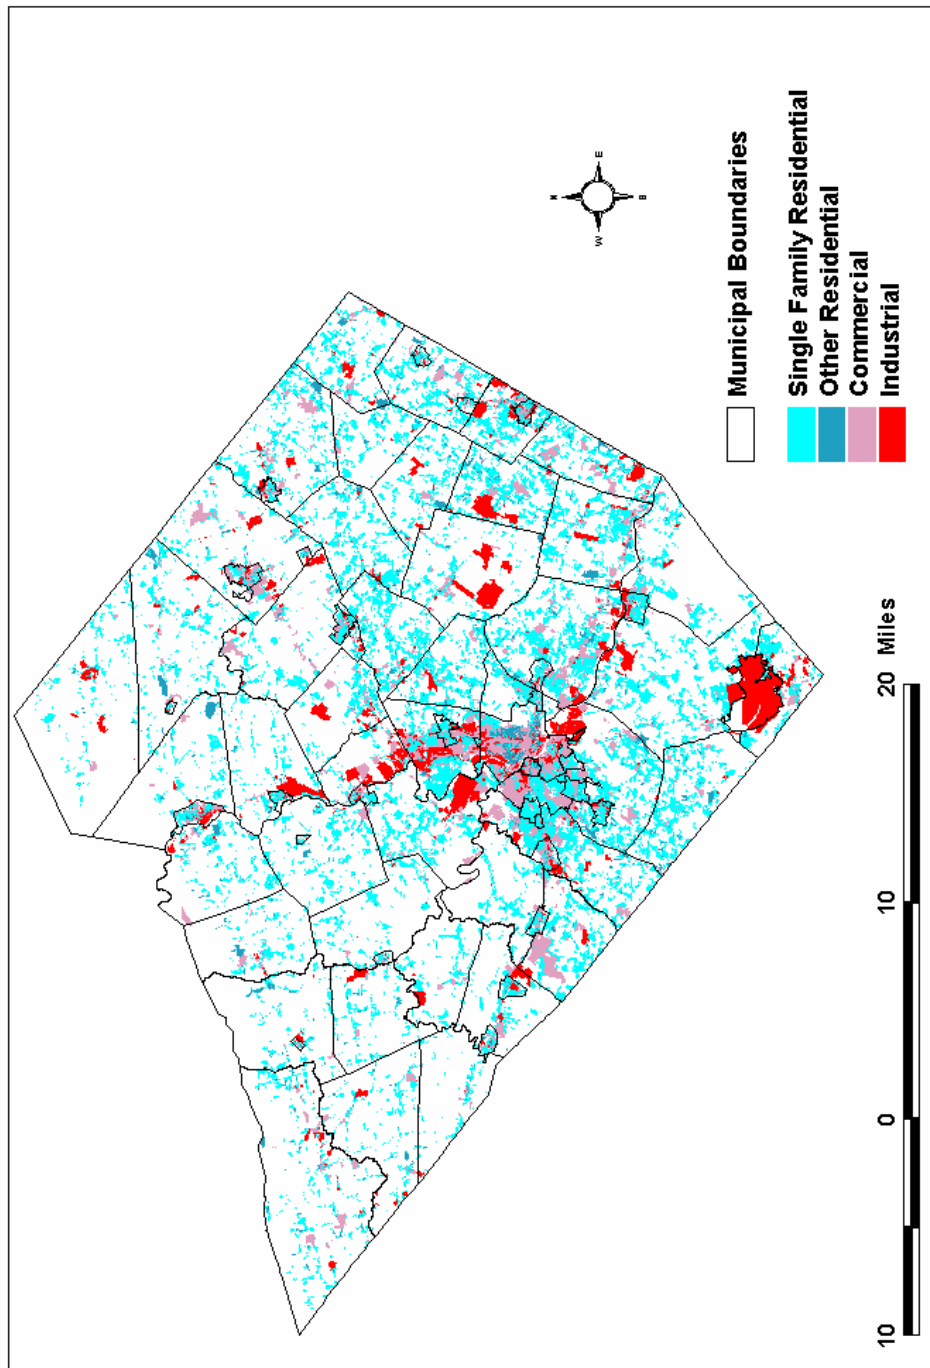 N
W
E
S
Municipal Boundaries
Single Family Residential
Other Residential
Commercial
Industrial
10 0 10 20 Miles